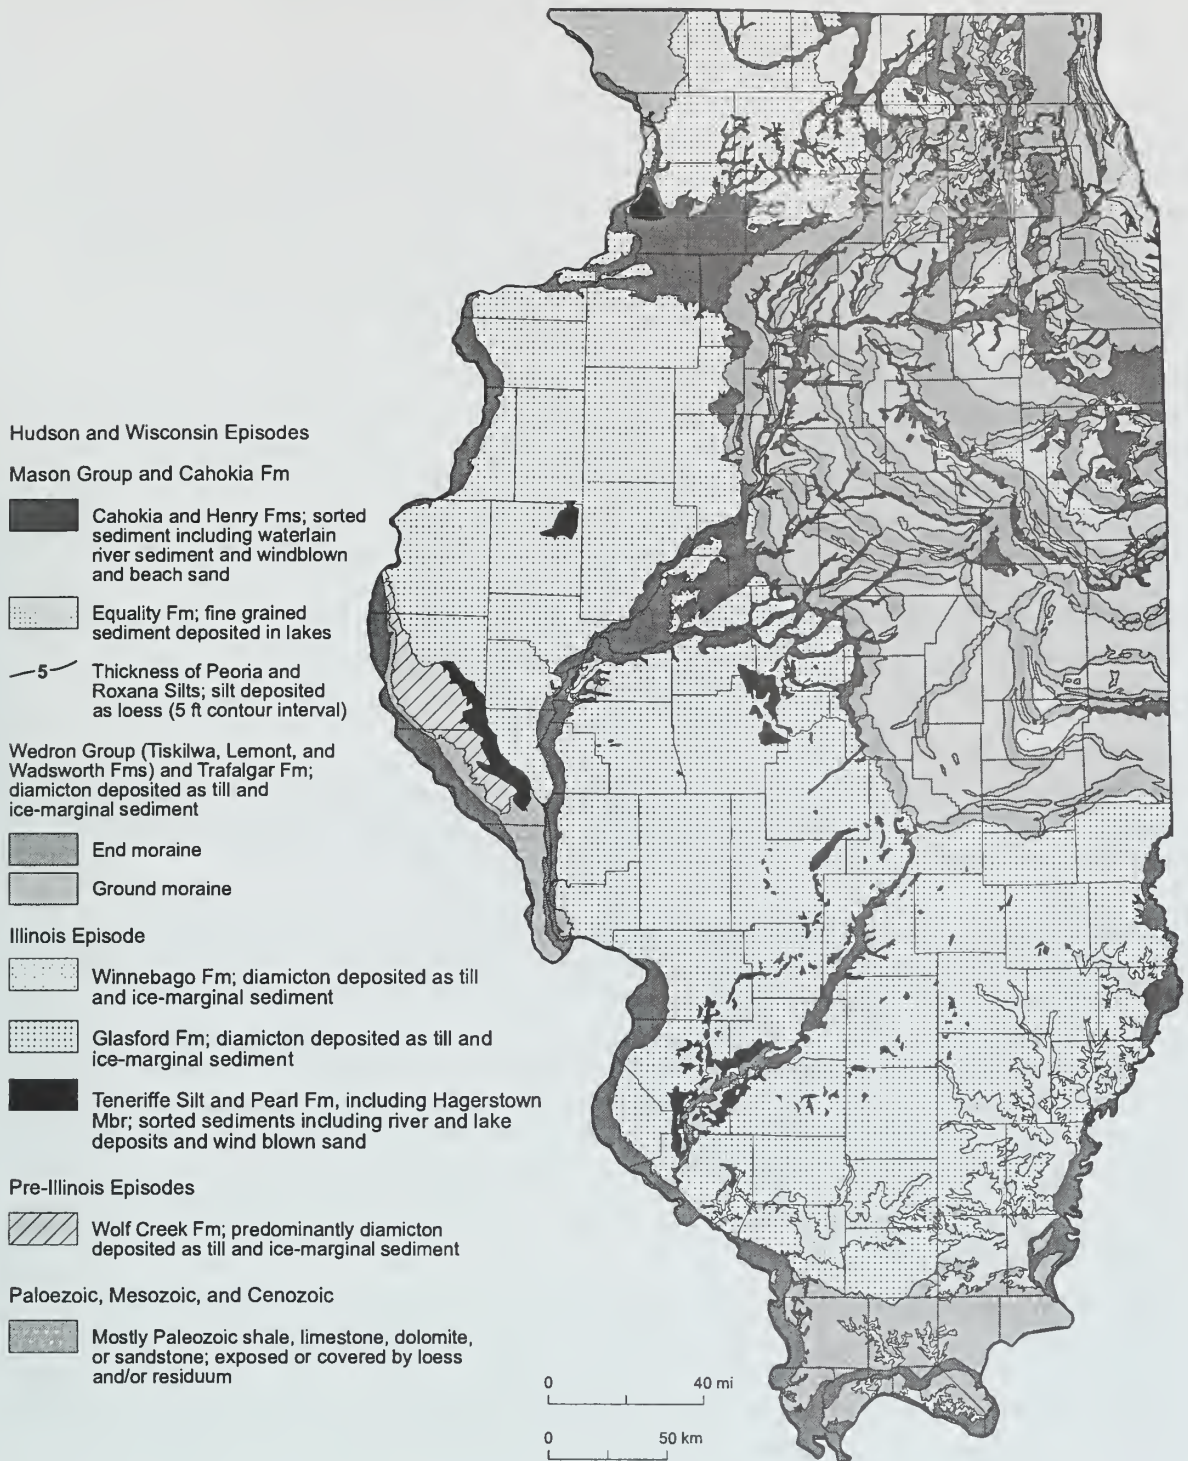 Hudson and Wisconsin Episodes
Mason Group and Cahokia Fm
Cahokia and Henry Fms; sorted
sediment including waterlain
river sediment and windblown
and beach sand
Equality Fm; fine grained
sediment deposited in lakes
5
Thickness of Peoria and
Roxana Silts; silt deposited
as loess (5 ft contour interval)
Wedron Group (Tiskilwa, Lemont, and
Wadsworth Fms) and Trafalgar Fm;
diamicton deposited as till and
ice-marginal sediment
End moraine
Ground moraine
Illinois Episode
Winnebago Fm; diamicton deposited as till
and ice-marginal sediment
Glasford Fm; diamicton deposited as till and
ice-marginal sediment
Teneriffe Silt and Pearl Fm, including Hagerstown
Mbr; sorted sediments including river and lake
deposits and wind blown sand
Pre-Illinois Episodes
Wolf Creek Fm; predominantly diamicton
deposited as till and ice-marginal sediment
Paloezoic, Mesozoic, and Cenozoic
Mostly Paleozoic shale, limestone, dolomite,
or sandstone; exposed or covered by loess
and/or residuum
0 40 mi
0 50 km